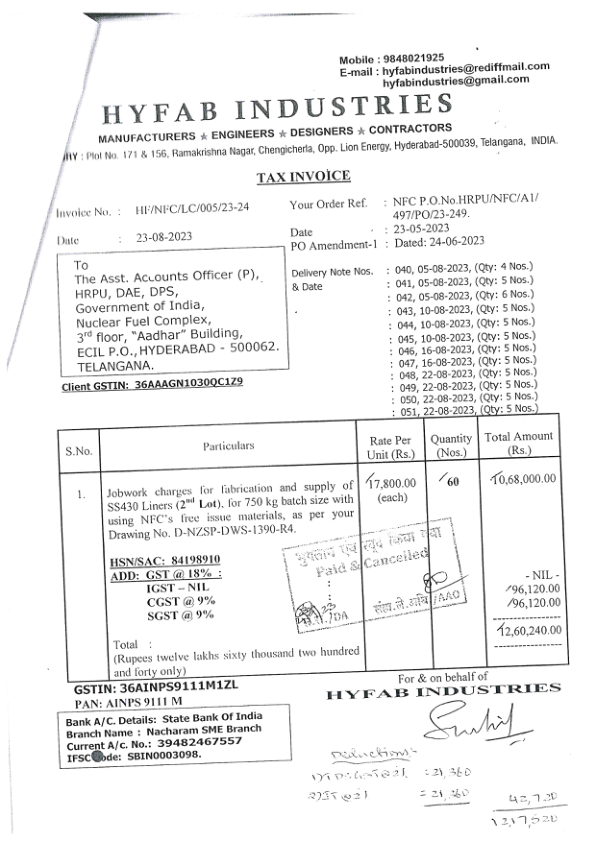 Mobile : 9848021925
E-mail : hyfabindustries@rediffmail.com
hyfabindustries@gmail.com
HYFAB INDUSTRIES
MANUFACTURERS ★ ENGINEERS ★ DESIGNERS ★ CONTRACTORS
: Plot No. 171 & 156, Ramakrishna Nagar, Chengicherla, Opp. Lion Energy, Hyderabad-500039, Telangana, INDIA.
TAX INVOICE
Invoice No. : HF/NFC/LC/005/23-24
Date : 23-08-2023
Your Order Ref. : NFC P.O.No.HRPU/NFC/A1/
497/PO/23-249.
Date : 23-05-2023
PO Amendment-1 : Dated: 24-06-2023
To
The Asst. Accounts Officer (P),
HRPU, DAE, DPS,
Government of India,
Nuclear Fuel Complex,
3rd floor, "Aadhar" Building,
ECIL P.O., HYDERABAD - 500062.
TELANGANA.
Client GSTIN: 36AAAGN1030QC1Z9
Delivery Note Nos. : 040, 05-08-2023, (Qty: 4 Nos.)
& Date : 041, 05-08-2023, (Qty: 5 Nos.)
: 042, 05-08-2023, (Qty: 6 Nos.)
: 043, 10-08-2023, (Qty: 5 Nos.)
: 044, 10-08-2023, (Qty: 5 Nos.)
: 045, 10-08-2023, (Qty: 5 Nos.)
: 046, 16-08-2023, (Qty: 5 Nos.)
: 047, 16-08-2023, (Qty: 5 Nos.)
: 048, 22-08-2023, (Qty: 5 Nos.)
: 049, 22-08-2023, (Qty: 5 Nos.)
: 050, 22-08-2023, (Qty: 5 Nos.)
: 051, 22-08-2023, (Qty: 5 Nos.)
S.No. Particulars Rate Per Unit (Rs.) Quantity (Nos.) Total Amount (Rs.)
1. Jobwork charges for fabrication and supply of 17,800.00 60 10,68,000.00
SS430 Liners (2nd Lot), for 750 kg batch size with (each)
using NFC's free issue materials, as per your
Drawing No. D-NZSP-DWS-1390-R4.
HSN/SAC: 84198910
ADD: GST @ 18% :
IGST – NIL - NIL -
CGST @ 9% 96,120.00
SGST @ 9% 96,120.00
Total : 12,60,240.00
(Rupees twelve lakhs sixty thousand two hundred
and forty only)
भुगतान एवं रद्द किया गया
Paid & Cancelled
/DA
/AAO
GSTIN: 36AINPS9111M1ZL
PAN: AINPS 9111 M
Bank A/C. Details: State Bank Of India
Branch Name : Nacharam SME Branch
Current A/c. No.: 39482467557
IFSC Code: SBIN0003098.
For & on behalf of
HYFAB INDUSTRIES
Deductions:-
= 21,360
= 21,360
42,720
1217,520